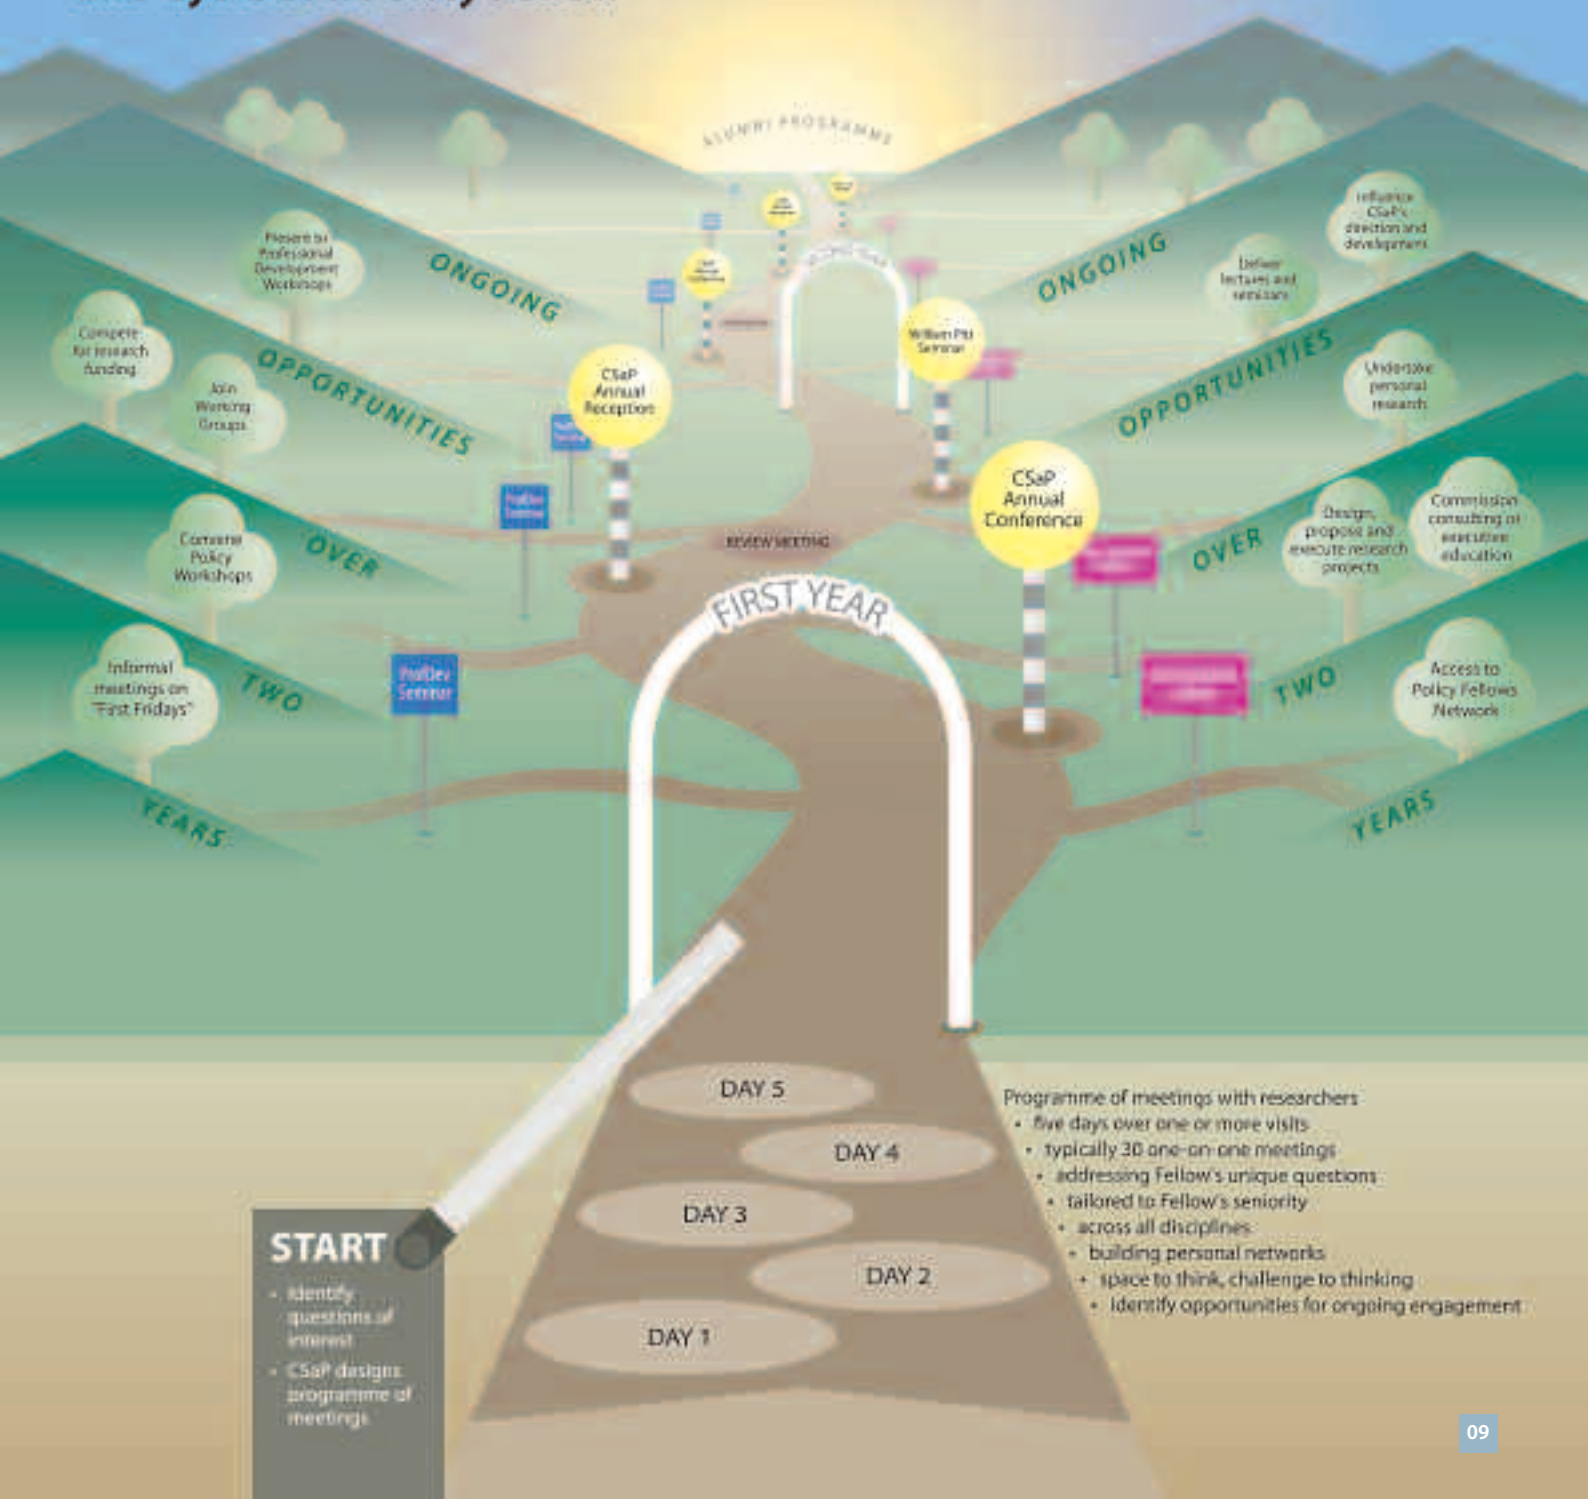 ALUMNI PROGRAMME
ONGOING
OPPORTUNITIES
OVER
TWO
YEARS
ONGOING
OPPORTUNITIES
OVER
TWO
YEARS
Present to
Professional
Development
Workshops
Compete
for research
funding
Join
Working
Groups
Convene
Policy
Workshops
Informal
meetings on
"First Fridays"
Influence
CSaP's
direction and
development
Deliver
lectures and
seminars
Undertake
personal
research
Design,
propose and
execute research
projects
Commission
consulting or
executive
education
Access to
Policy Fellows
Network
CSaP
Annual
Reception
William Pitt
Seminar
CSaP
Annual
Conference
ProfDev
Seminar
ProfDev
Seminar
REVIEW MEETING
FIRST YEAR
DAY 5
DAY 4
DAY 3
DAY 2
DAY 1
Programme of meetings with researchers
• five days over one or more visits
• typically 30 one-on-one meetings
• addressing Fellow's unique questions
• tailored to Fellow's seniority
• across all disciplines
• building personal networks
• space to think, challenge to thinking
• identify opportunities for ongoing engagement
START
• Identify
questions of
interest
• CSaP designs
programme of
meetings
09